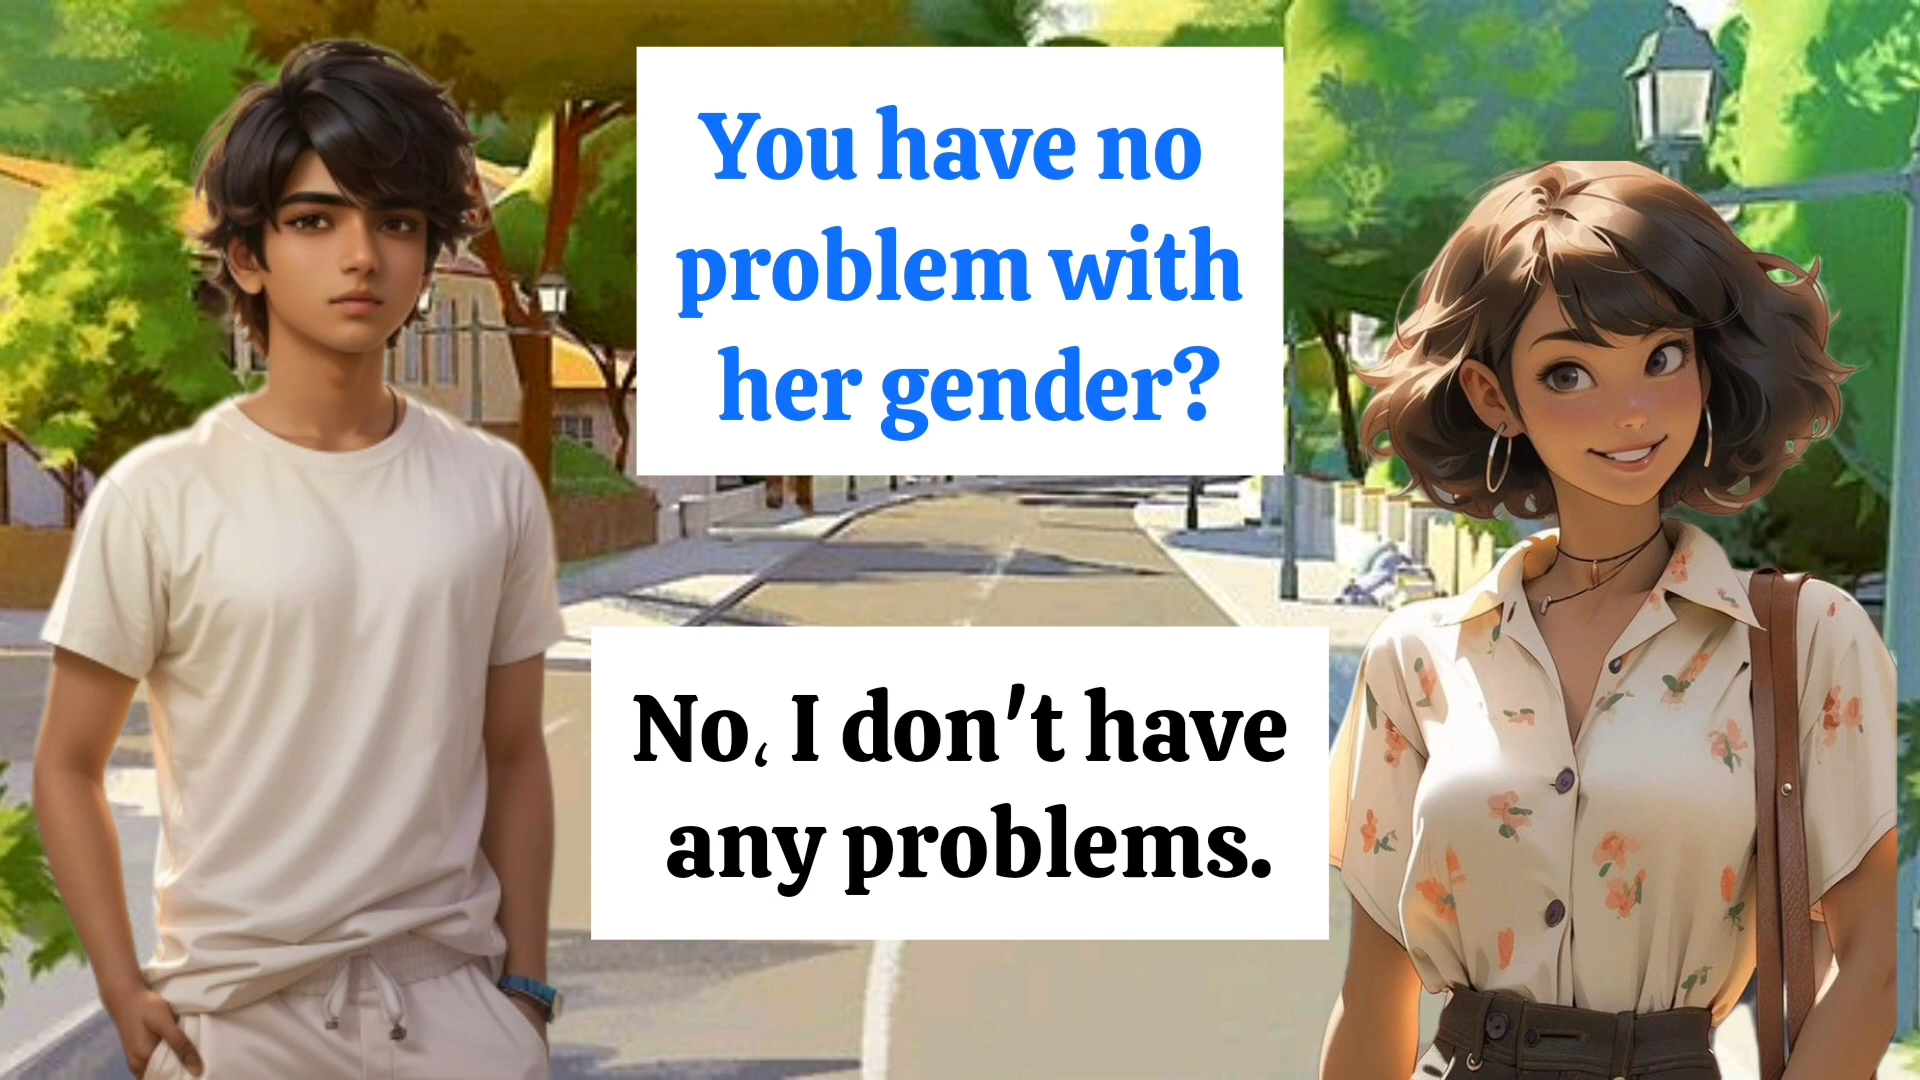 You have no
problem with
her gender?
No، I don't have
any problems.